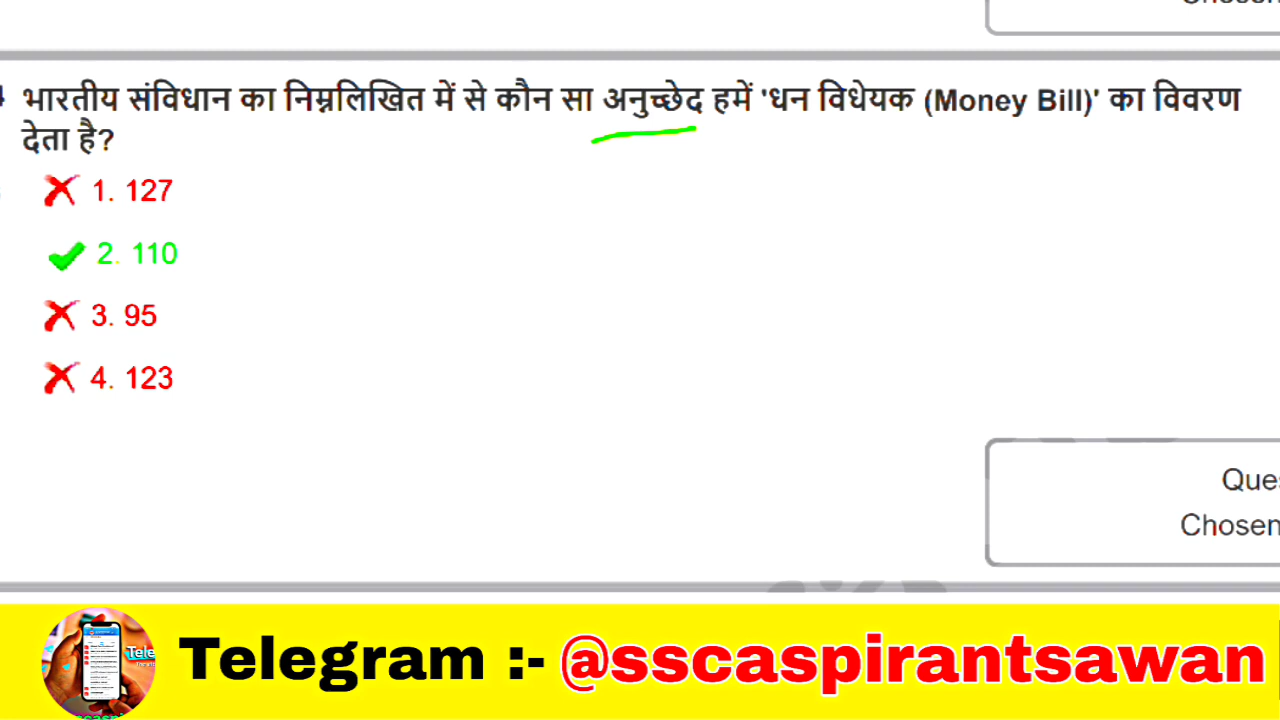 भारतीय संविधान का निम्नलिखित में से कौन सा अनुच्छेद हमें 'धन विधेयक (Money Bill)' का विवरण
देता है?
1. 127
2. 110
3. 95
4. 123
Chosen
Telegram :- @sscaspirantsawan